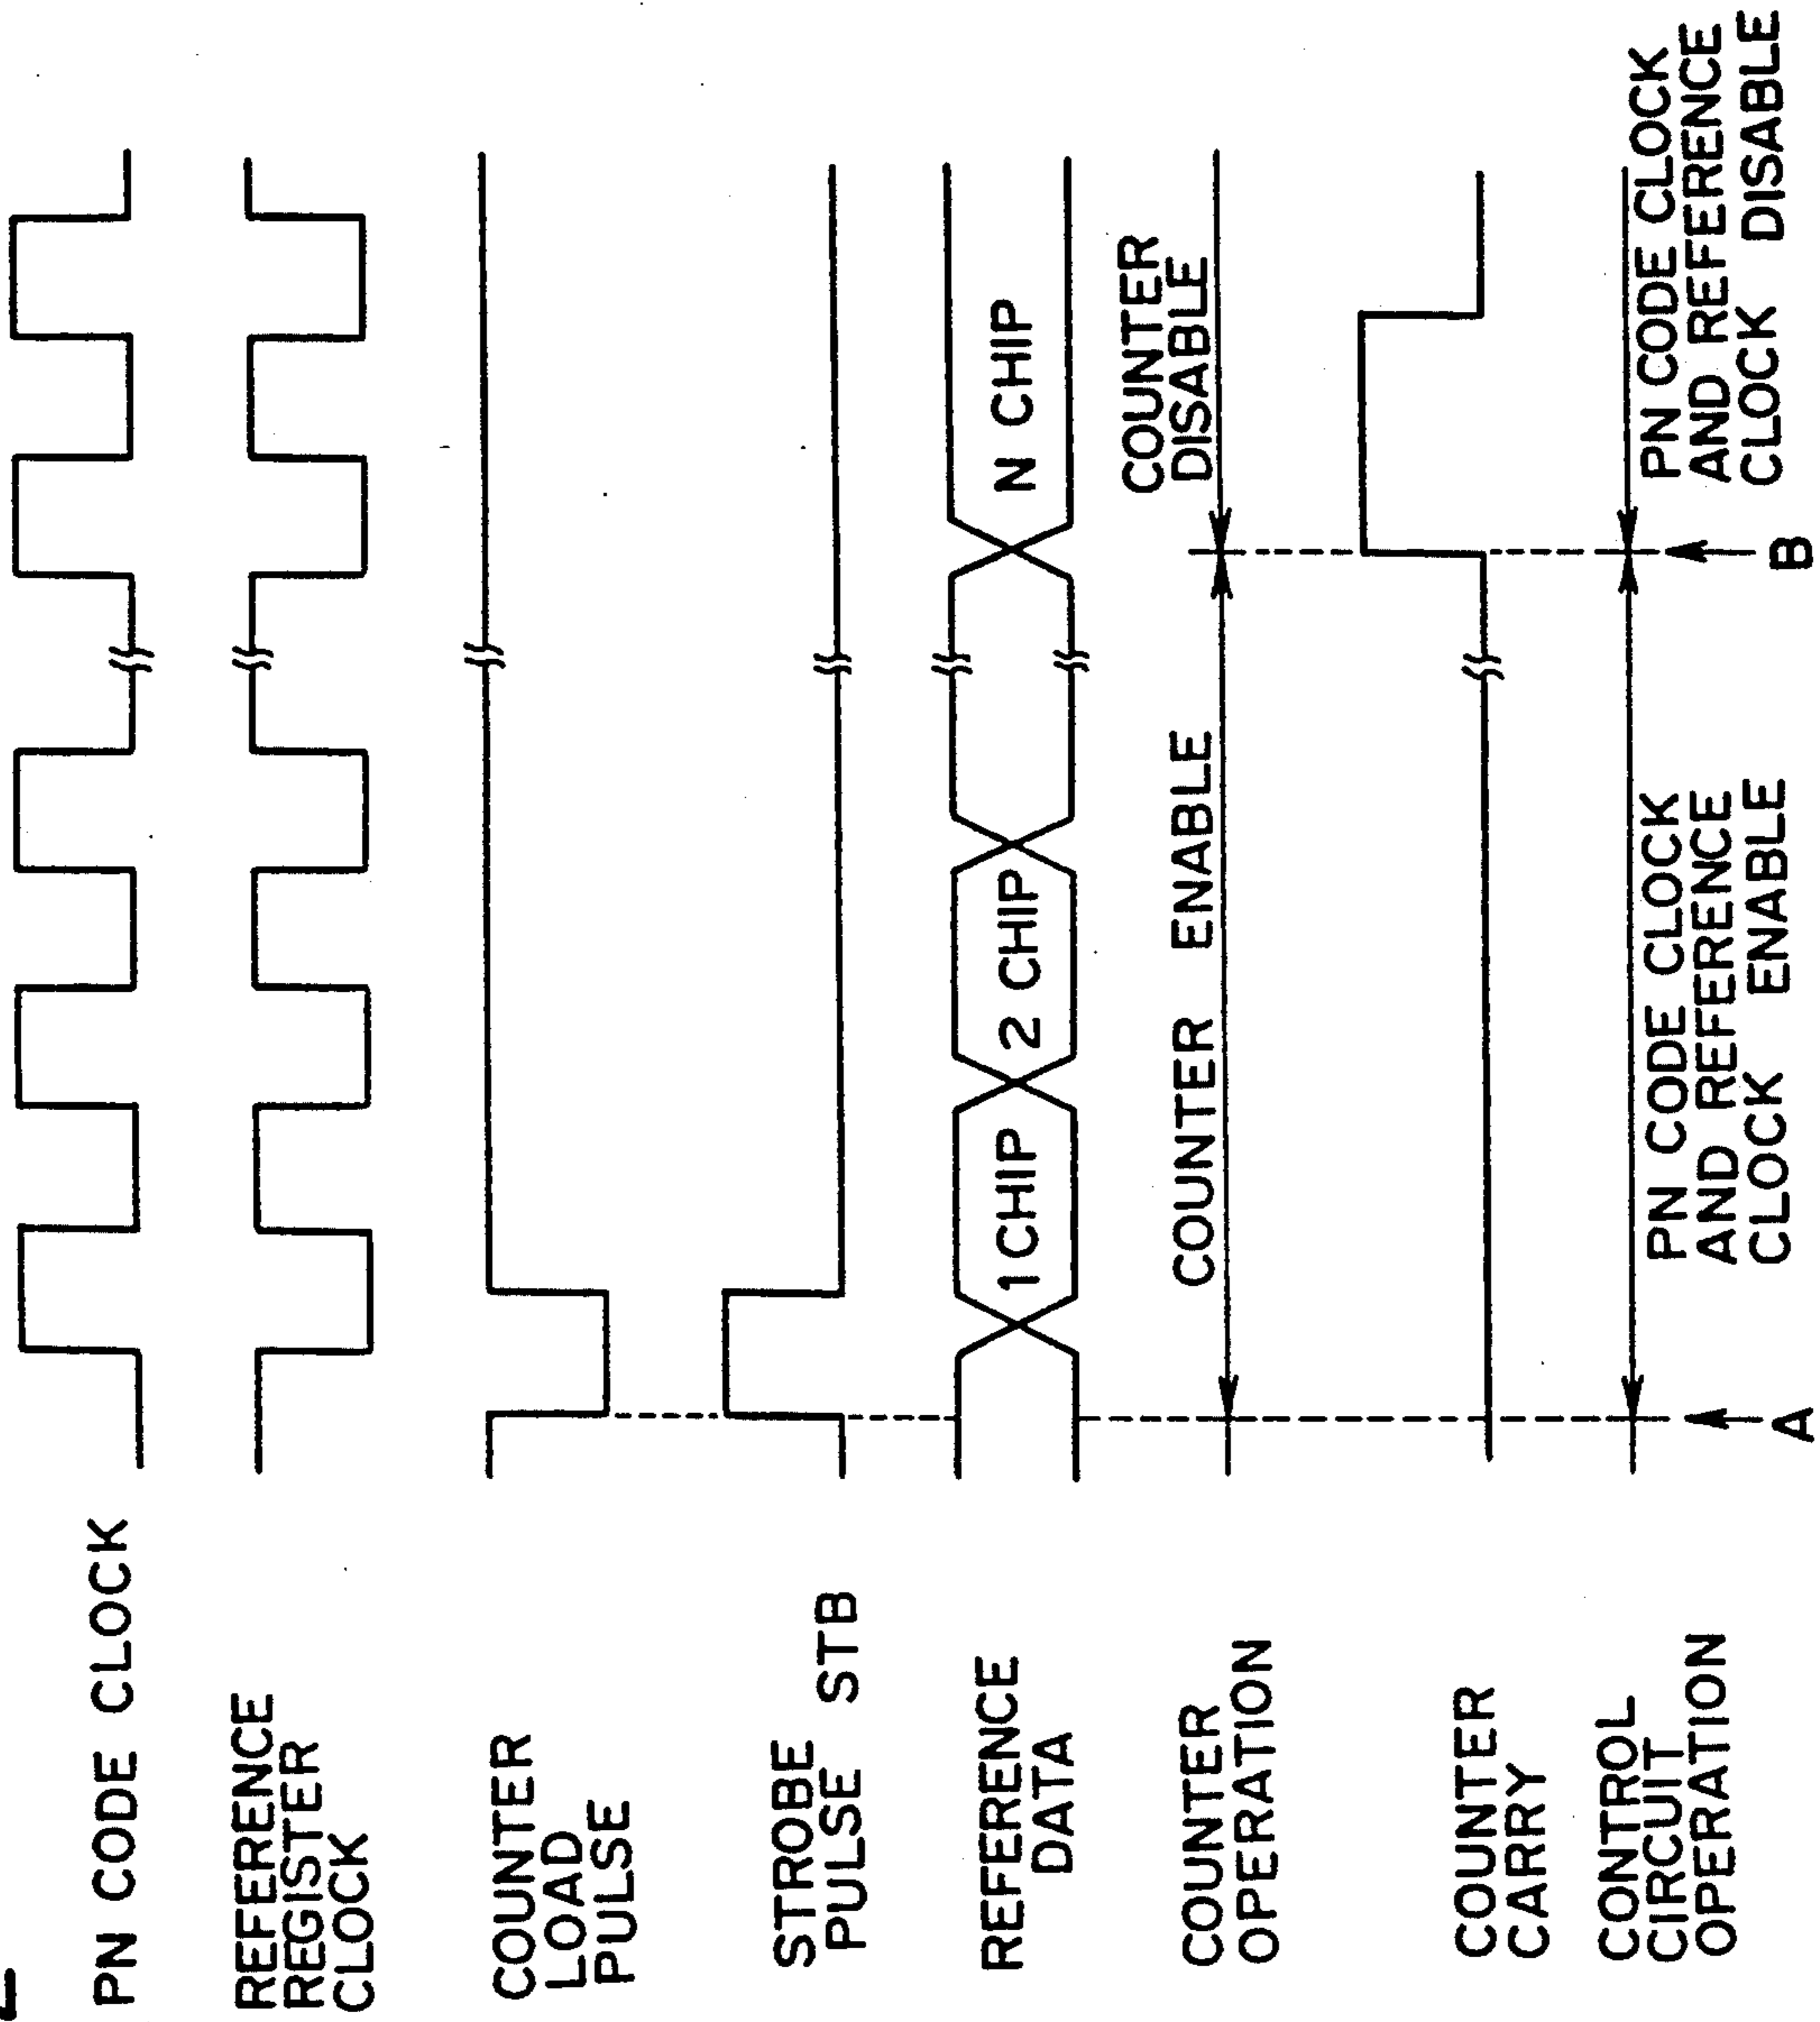 PN CODE CLOCK
REFERENCE
REGISTER
CLOCK
COUNTER
LOAD
PULSE
STROBE
PULSE STB
REFERENCE
DATA
1 CHIP
2 CHIP
N CHIP
COUNTER
OPERATION
COUNTER ENABLE
COUNTER
DISABLE
COUNTER
CARRY
CONTROL
CIRCUIT
OPERATION
PN CODE CLOCK
AND REFERENCE
CLOCK ENABLE
PN CODE CLOCK
AND REFERENCE
CLOCK DISABLE
A
B